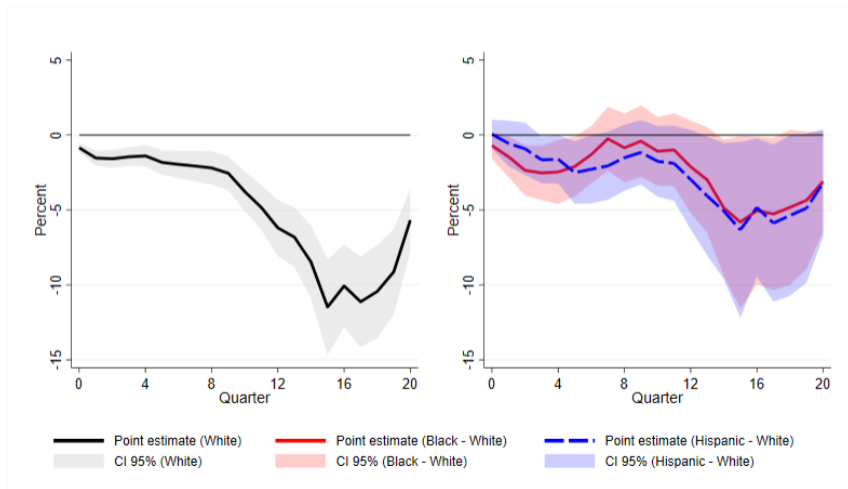 5
0
-5
-10
-15
Percent
0 4 8 12 16 20
Quarter
5
0
-5
-10
-15
Percent
0 4 8 12 16 20
Quarter
Point estimate (White) Point estimate (Black - White) Point estimate (Hispanic - White)
CI 95% (White) CI 95% (Black - White) CI 95% (Hispanic - White)